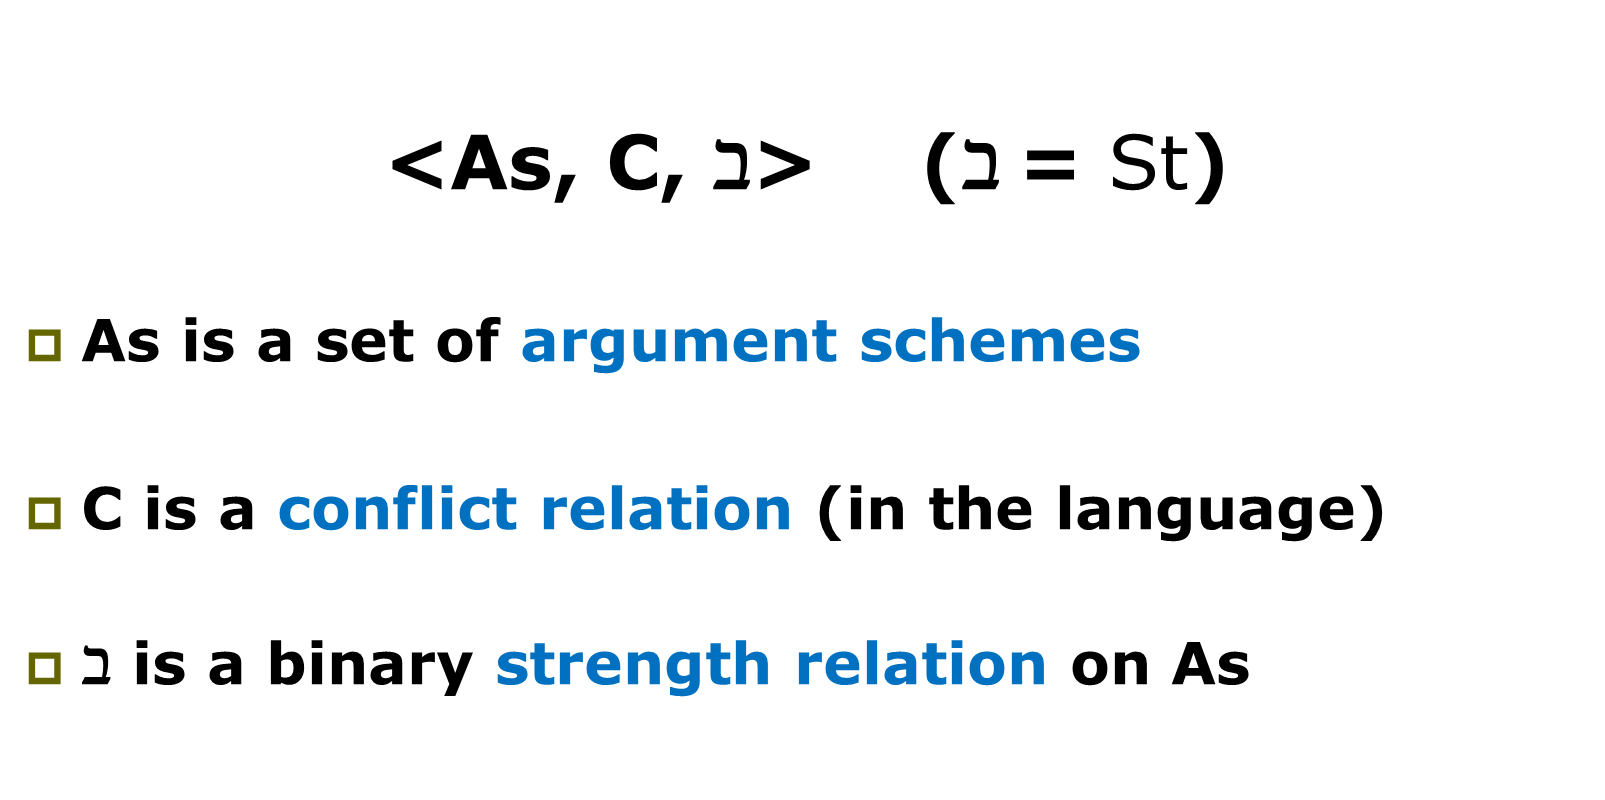 <As, C, ℶ> (ℶ = St)
As is a set of argument schemes
C is a conflict relation (in the language)
ℶ is a binary strength relation on As